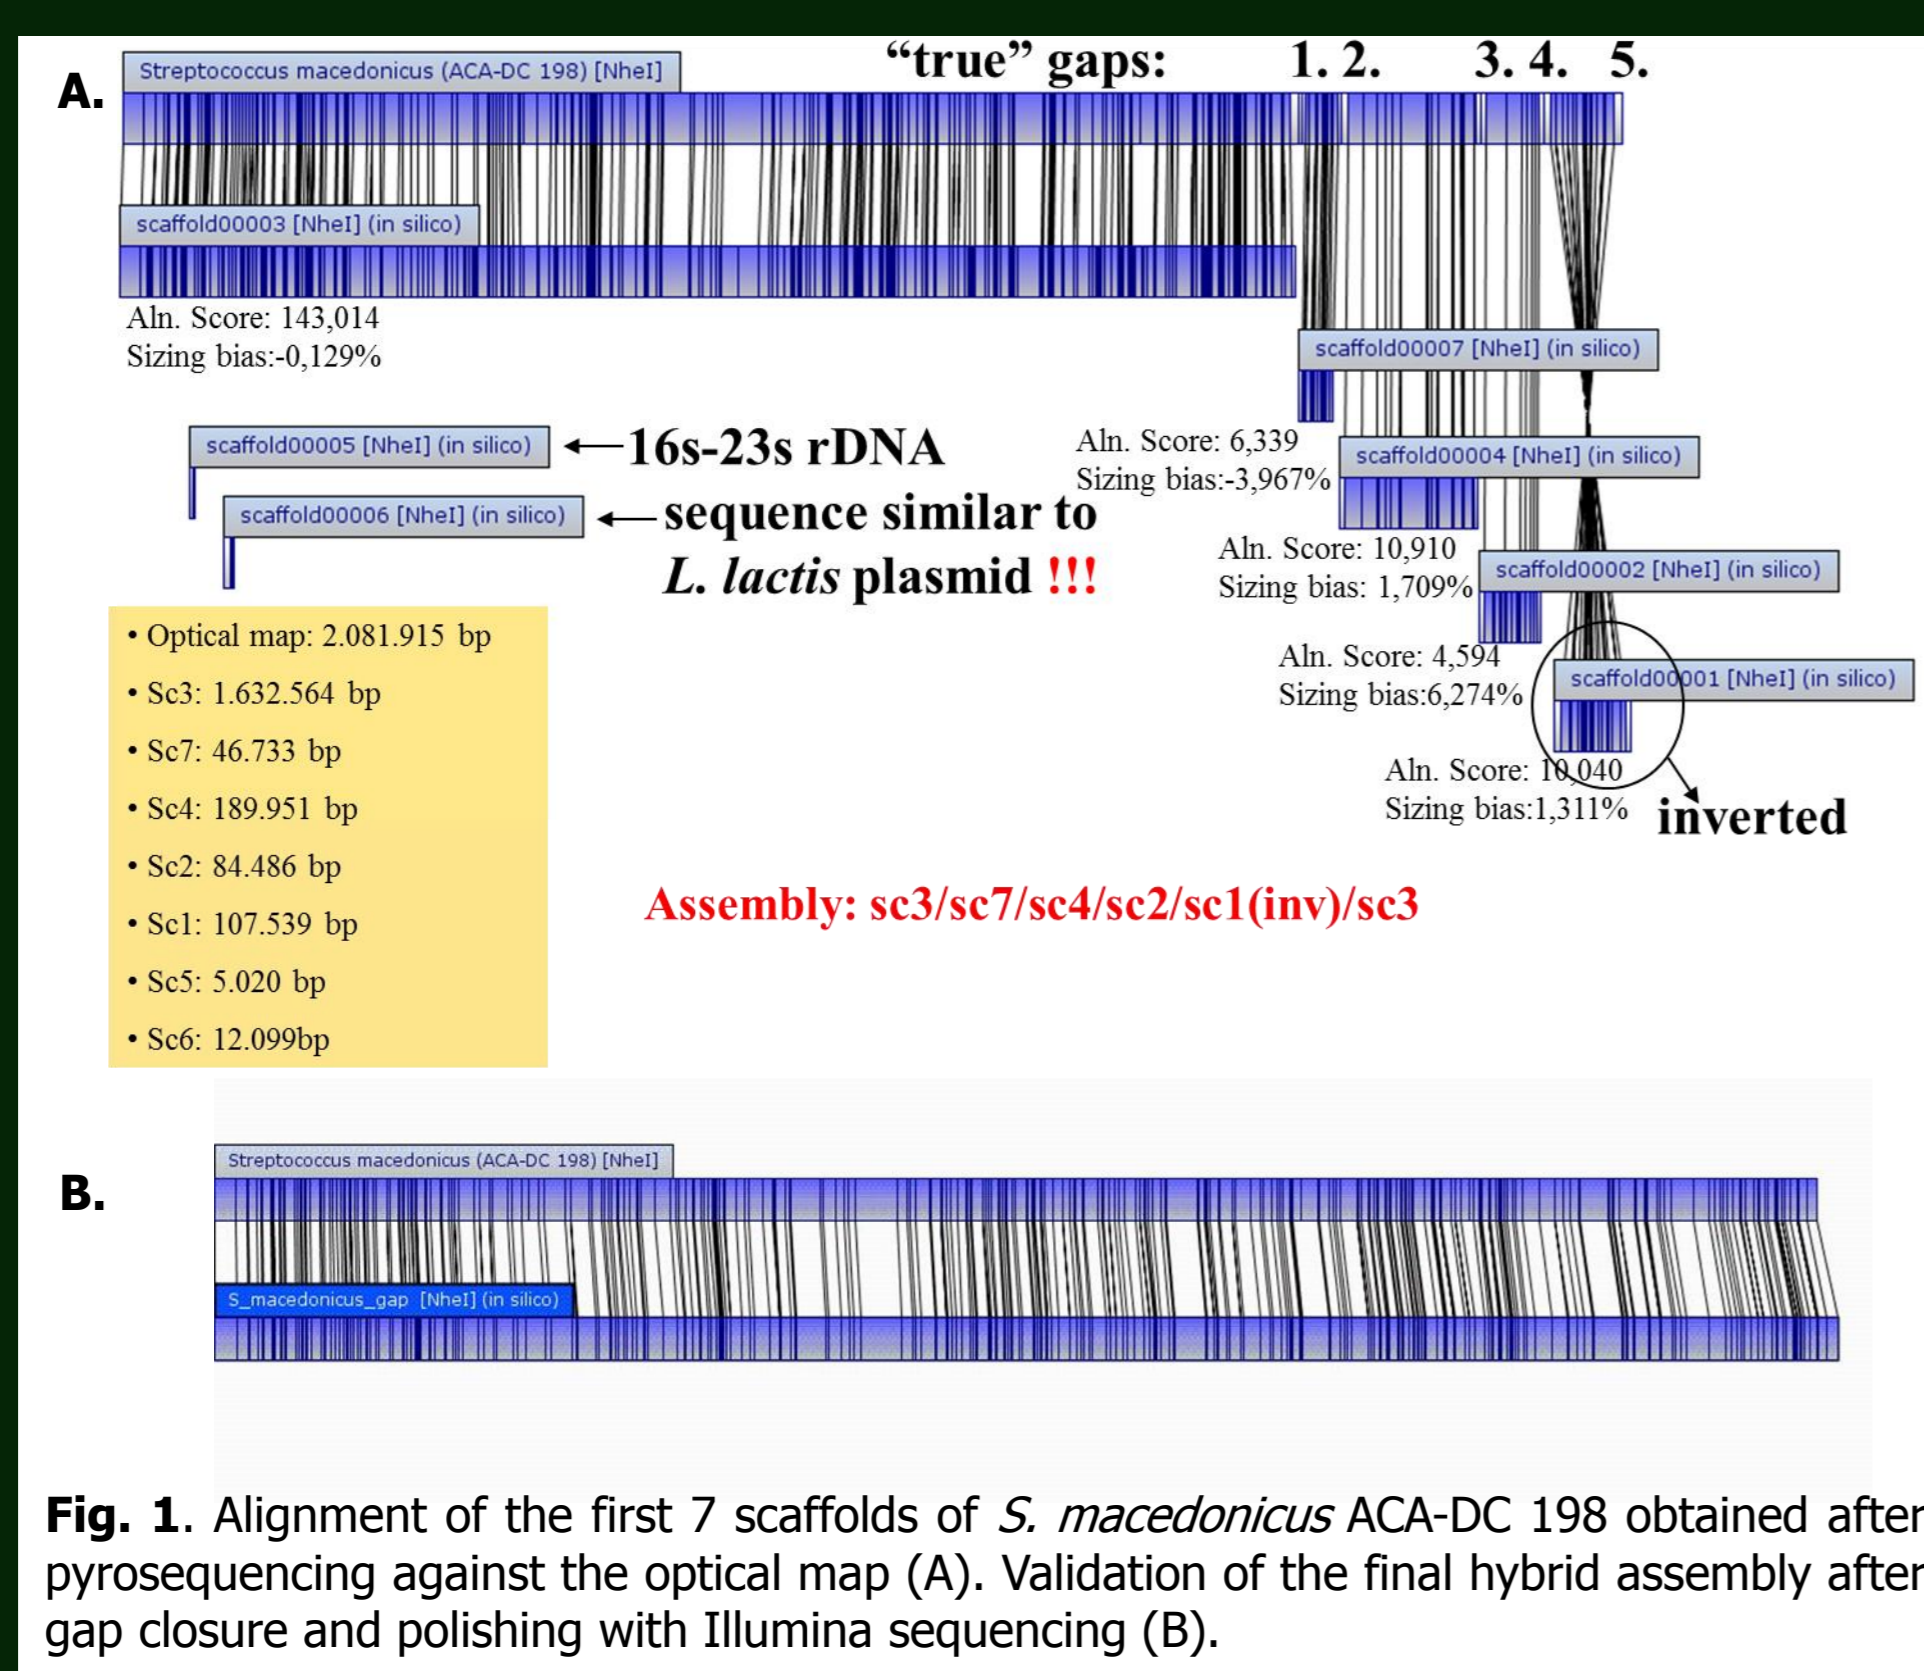 A.
Streptococcus macedonicus (ACA-DC 198) [NheI]
“true” gaps: 1. 2. 3. 4. 5.
scaffold00003 [NheI] (in silico)
Aln. Score: 143,014
Sizing bias:-0,129%
scaffold00007 [NheI] (in silico)
Aln. Score: 6,339
Sizing bias:-3,967%
scaffold00005 [NheI] (in silico)
16s-23s rDNA
scaffold00004 [NheI] (in silico)
Aln. Score: 10,910
Sizing bias: 1,709%
scaffold00006 [NheI] (in silico)
sequence similar to
L. lactis plasmid !!!
scaffold00002 [NheI] (in silico)
Aln. Score: 4,594
Sizing bias:6,274%
scaffold00001 [NheI] (in silico)
Aln. Score: 10,040
Sizing bias:1,311%
inverted
• Optical map: 2.081.915 bp
• Sc3: 1.632.564 bp
• Sc7: 46.733 bp
• Sc4: 189.951 bp
• Sc2: 84.486 bp
• Sc1: 107.539 bp
• Sc5: 5.020 bp
• Sc6: 12.099bp
Assembly: sc3/sc7/sc4/sc2/sc1(inv)/sc3
B.
Streptococcus macedonicus (ACA-DC 198) [NheI]
S_macedonicus_gap [NheI] (in silico)
Fig. 1. Alignment of the first 7 scaffolds of S. macedonicus ACA-DC 198 obtained after
pyrosequencing against the optical map (A). Validation of the final hybrid assembly after
gap closure and polishing with Illumina sequencing (B).